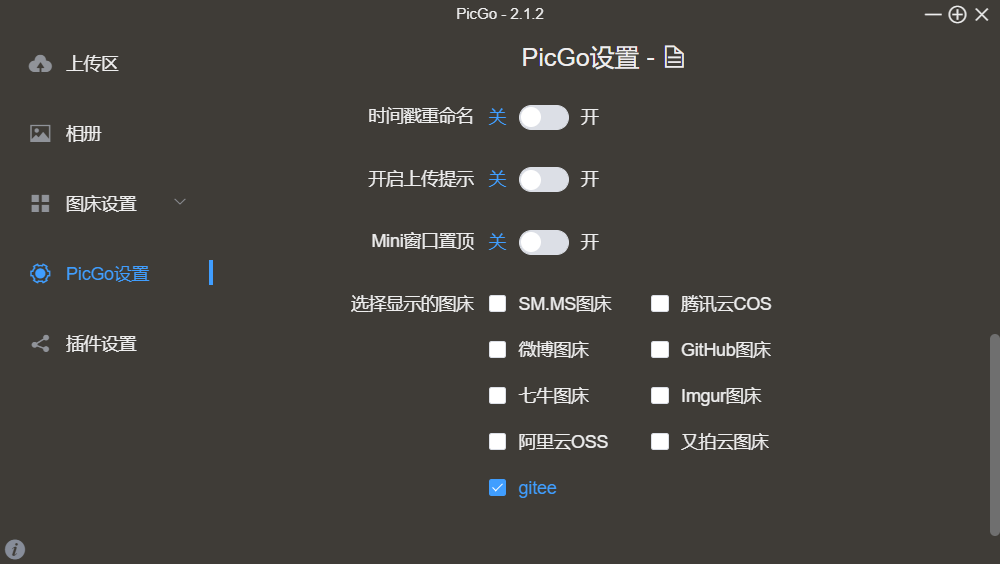 PicGo - 2.1.2
上传区
相册
图床设置
PicGo设置
插件设置
PicGo设置 -
时间戳重命名 关 开
开启上传提示 关 开
Mini窗口置顶 关 开
选择显示的图床 SM.MS图床 腾讯云COS
微博图床 GitHub图床
七牛图床 Imgur图床
阿里云OSS 又拍云图床
gitee
i